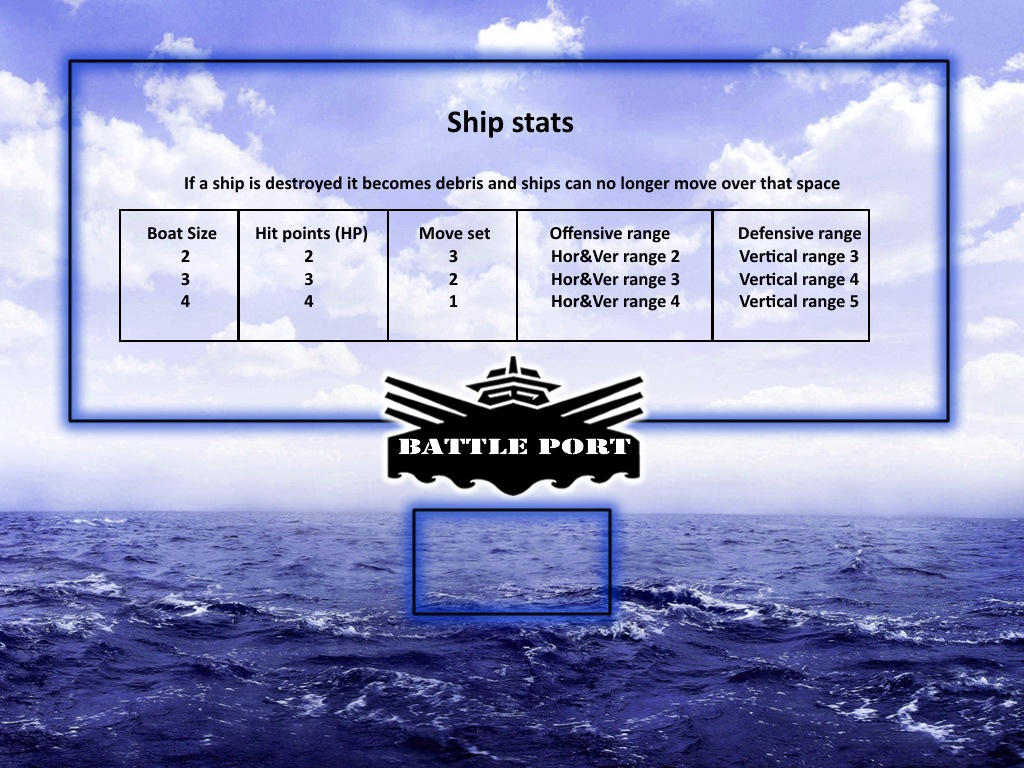 Ship stats
If a ship is destroyed it becomes debris and ships can no longer move over that space
Boat Size Hit points (HP) Move set Offensive range Defensive range
2 2 3 Hor&Ver range 2 Vertical range 3
3 3 2 Hor&Ver range 3 Vertical range 4
4 4 1 Hor&Ver range 4 Vertical range 5
BATTLE PORT